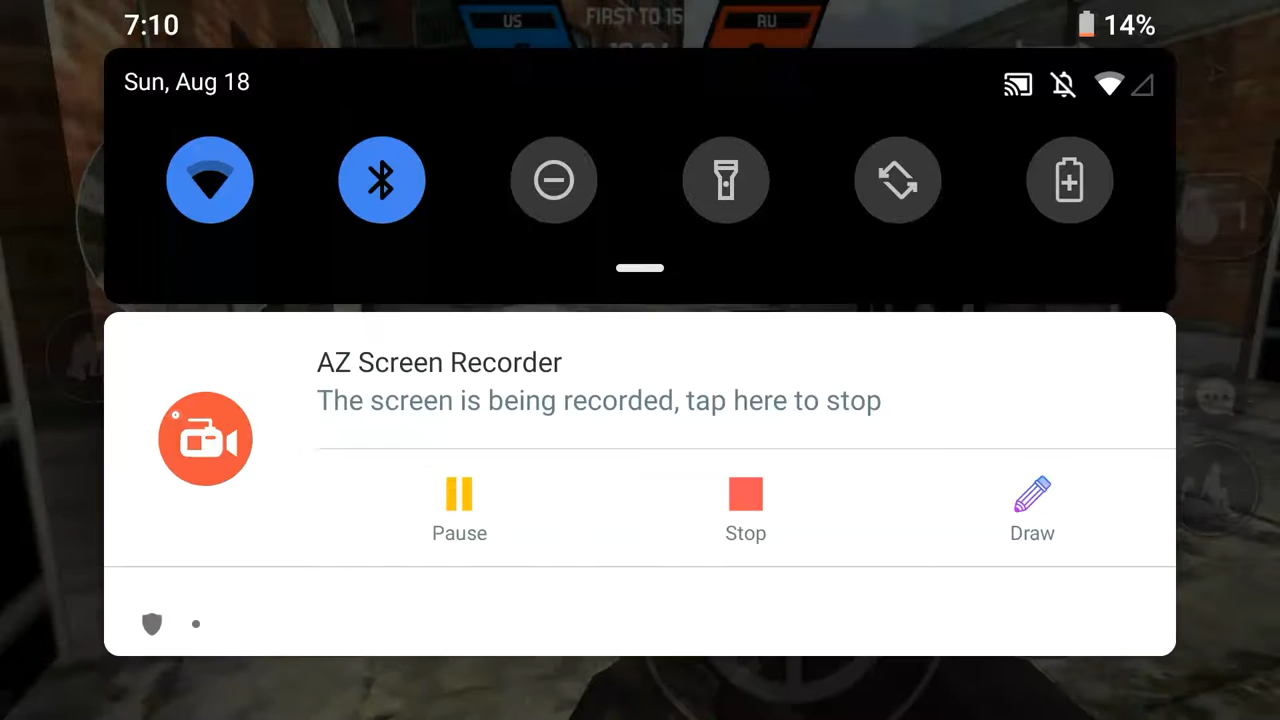 7:10
14%
US
FIRST TO 15
RU
Sun, Aug 18
AZ Screen Recorder
The screen is being recorded, tap here to stop
Pause
Stop
Draw